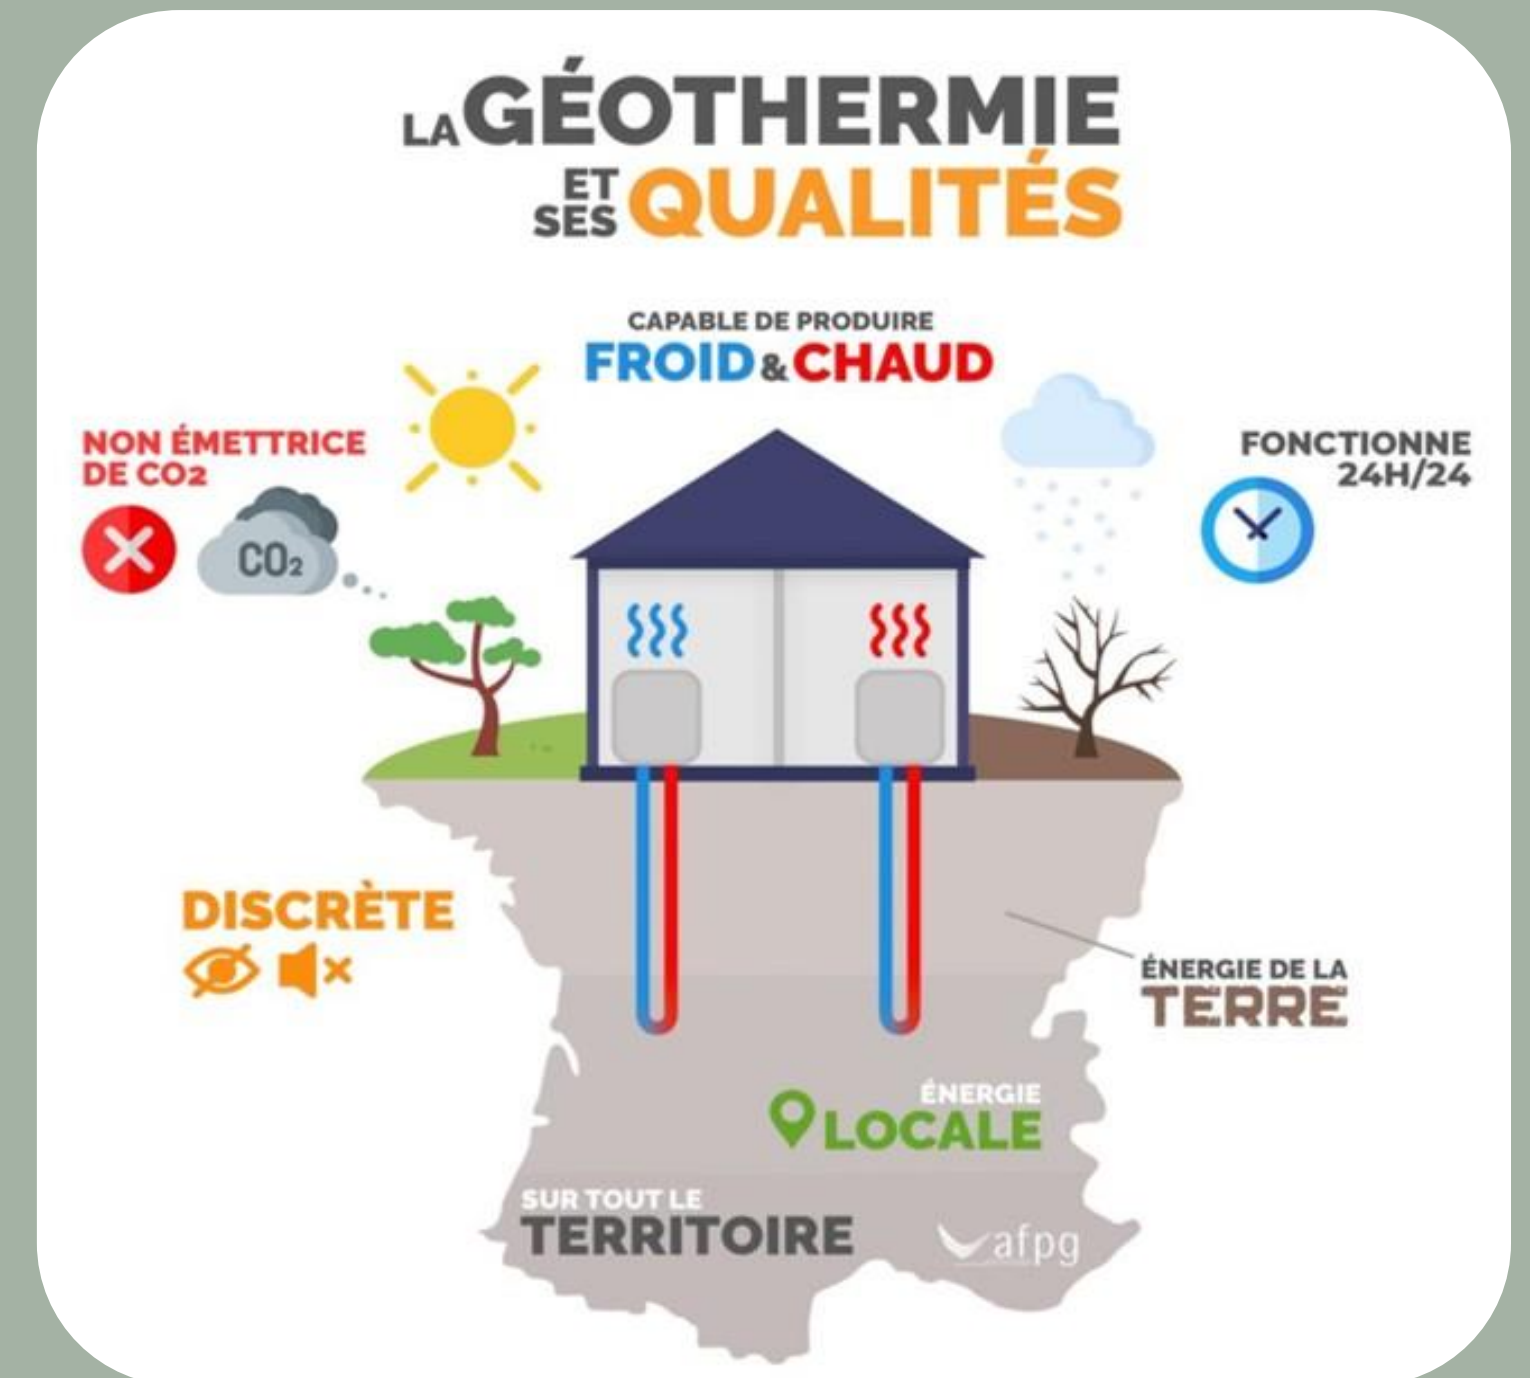 LA GÉOTHERMIE
ET
SES QUALITÉS
CAPABLE DE PRODUIRE
FROID & CHAUD
NON ÉMETTRICE
DE CO2
CO₂
FONCTIONNE
24H/24
DISCRÈTE
ÉNERGIE DE LA
TERRE
ÉNERGIE
LOCALE
SUR TOUT LE
TERRITOIRE
afpg